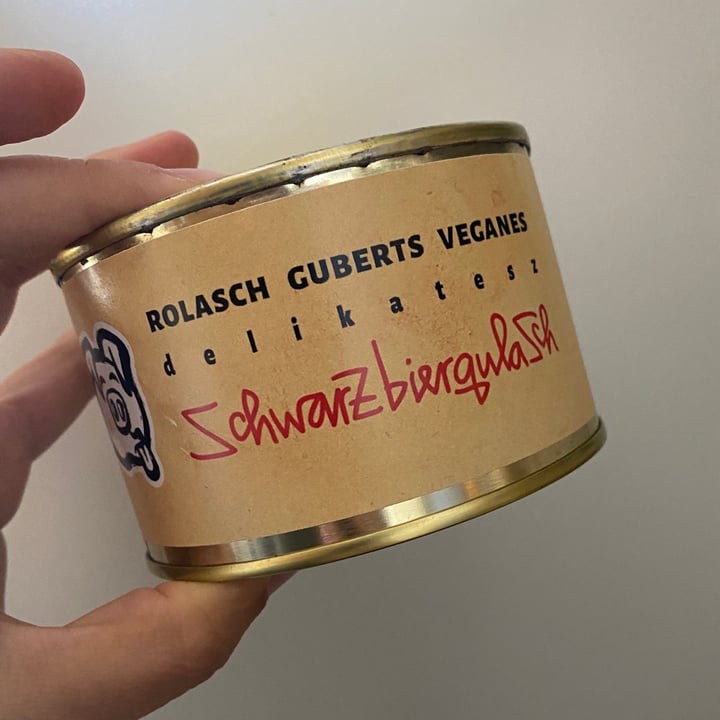 ROLASCH GUBERTS VEGANES
delikatesz
Schwarzbiergulasch